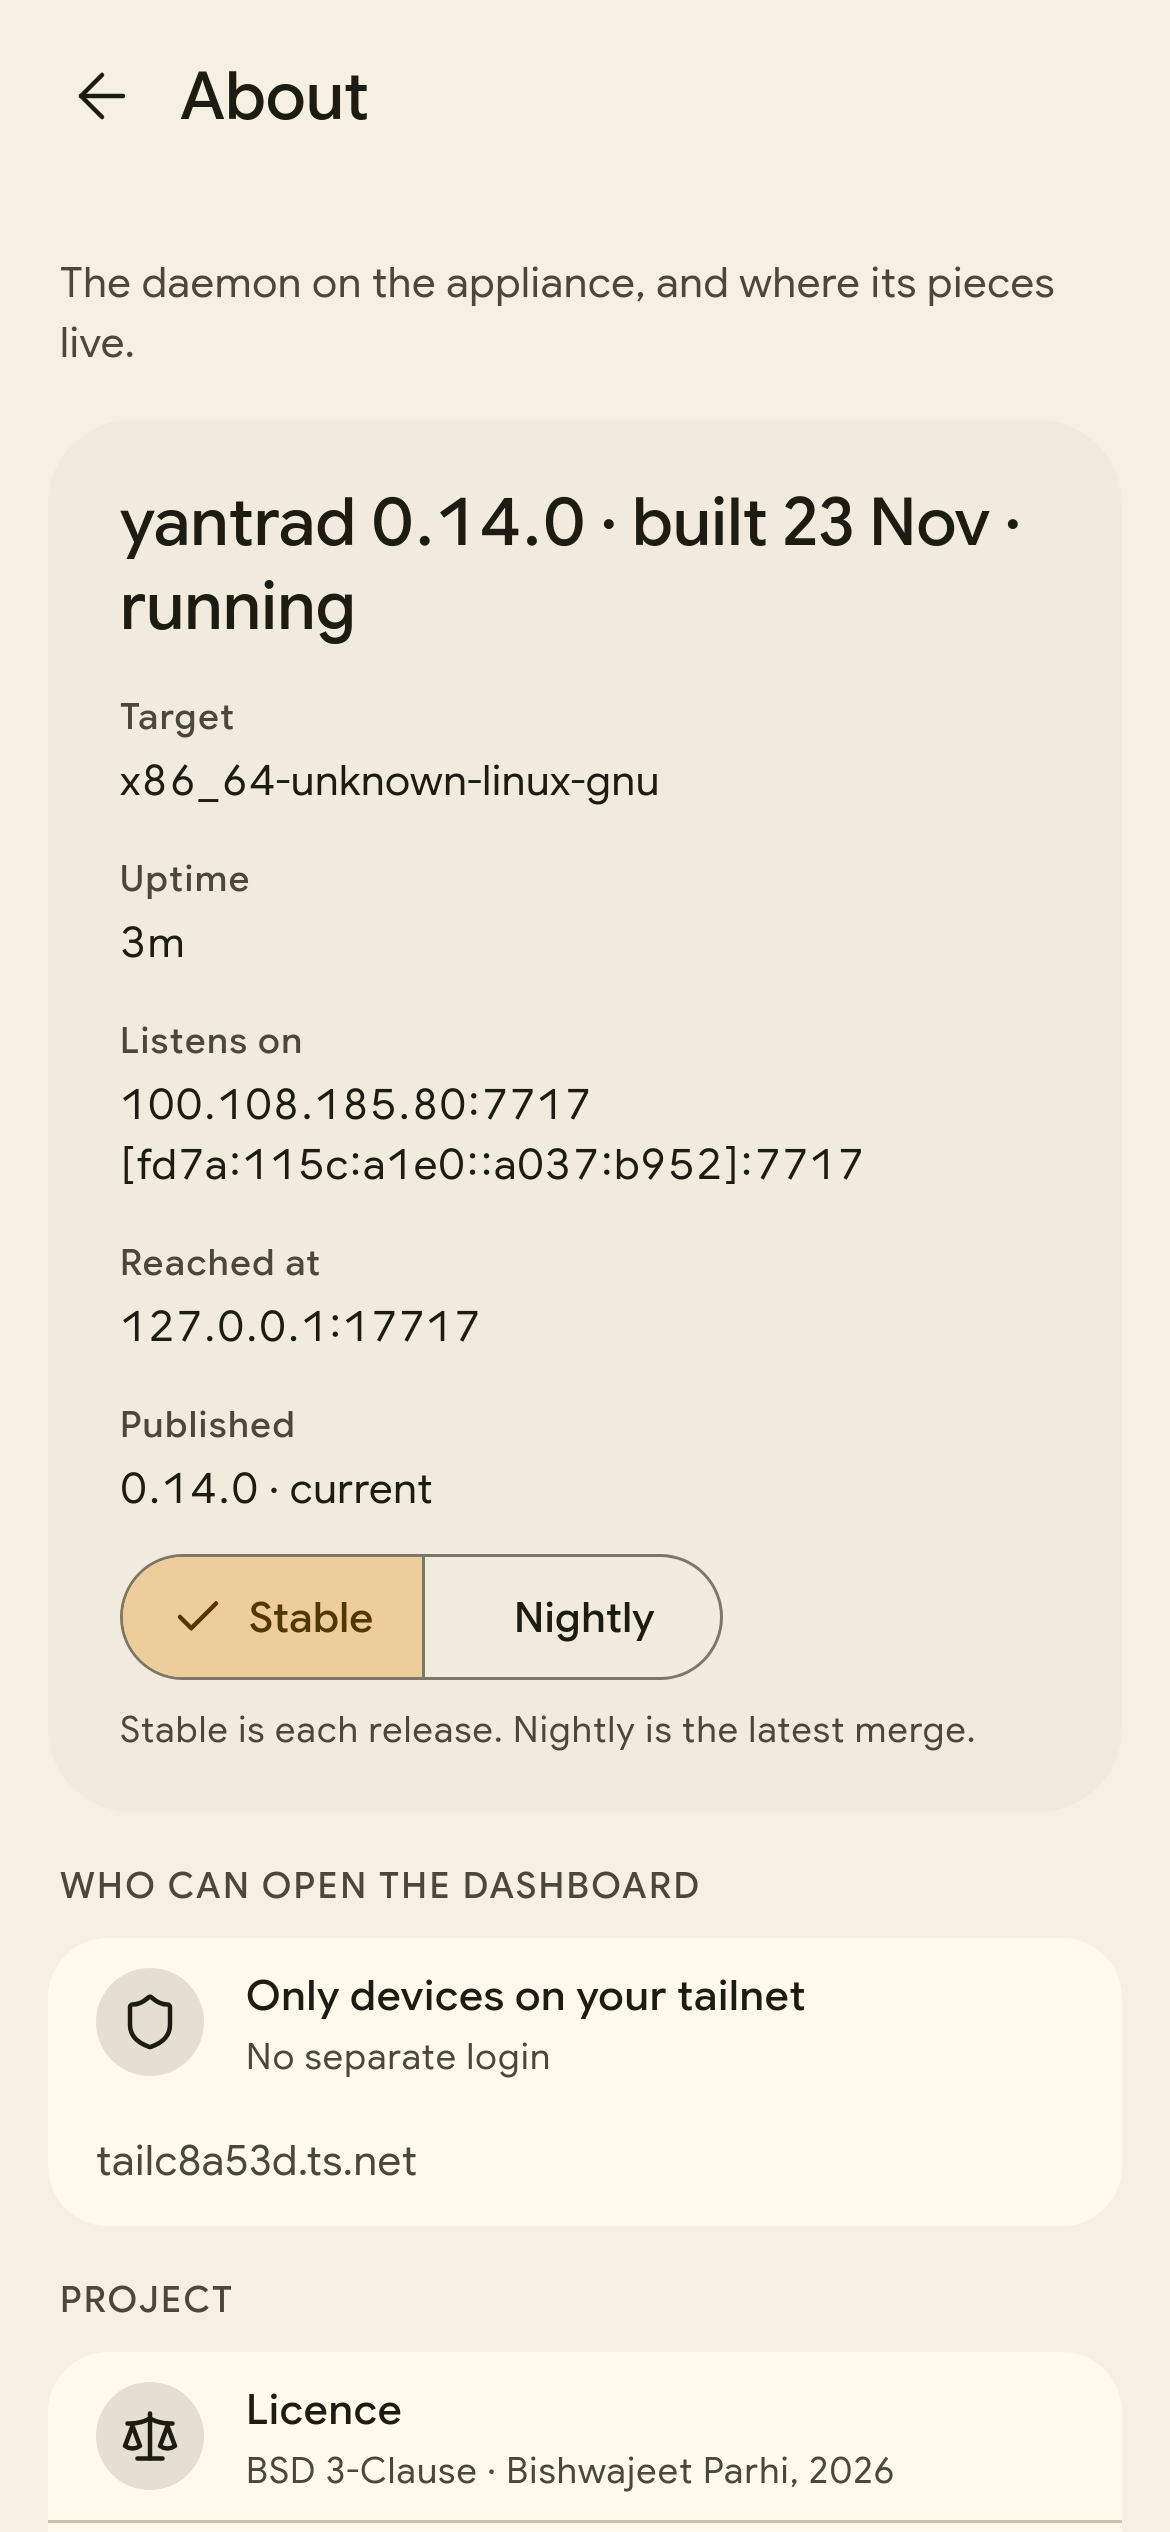 About
The daemon on the appliance, and where its pieces
live.
yantrad 0.14.0 · built 23 Nov ·
running
Target
x86_64-unknown-linux-gnu
Uptime
3m
Listens on
100.108.185.80:7717
[fd7a:115c:a1e0::a037:b952]:7717
Reached at
127.0.0.1:17717
Published
0.14.0 · current
Stable
Nightly
Stable is each release. Nightly is the latest merge.
WHO CAN OPEN THE DASHBOARD
Only devices on your tailnet
No separate login
tailc8a53d.ts.net
PROJECT
Licence
BSD 3-Clause · Bishwajeet Parhi, 2026